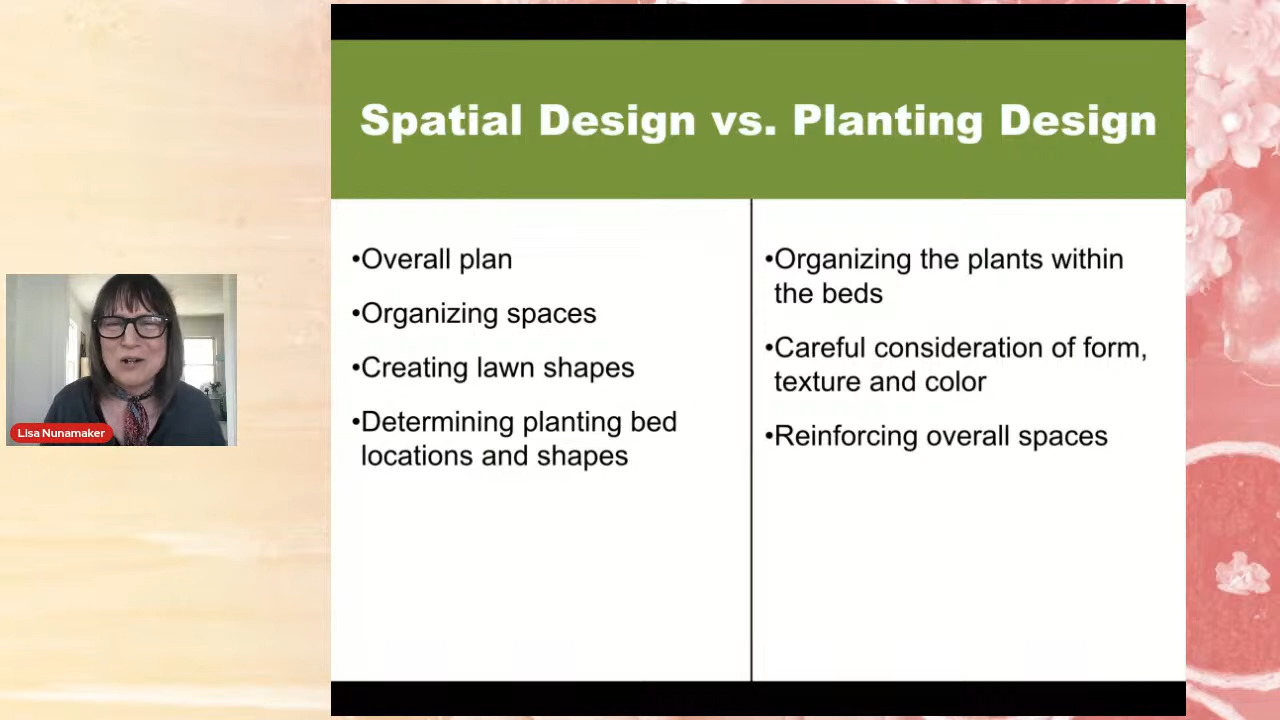 Spatial Design vs. Planting Design
•Overall plan
•Organizing spaces
•Creating lawn shapes
•Determining planting bed
locations and shapes
•Organizing the plants within
the beds
•Careful consideration of form,
texture and color
•Reinforcing overall spaces
Lisa Nunamaker